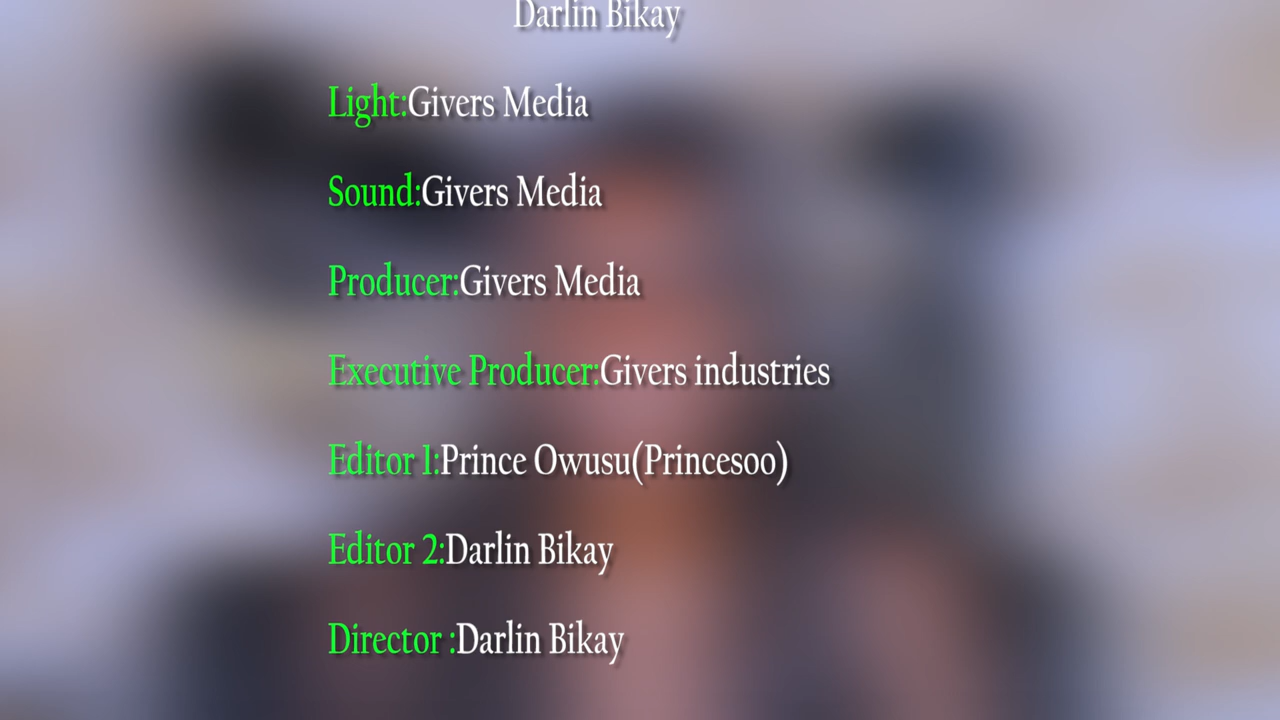 Darlin Bikay
Light:Givers Media
Sound:Givers Media
Producer:Givers Media
Executive Producer:Givers industries
Editor 1:Prince Owusu(Princesoo)
Editor 2:Darlin Bikay
Director :Darlin Bikay